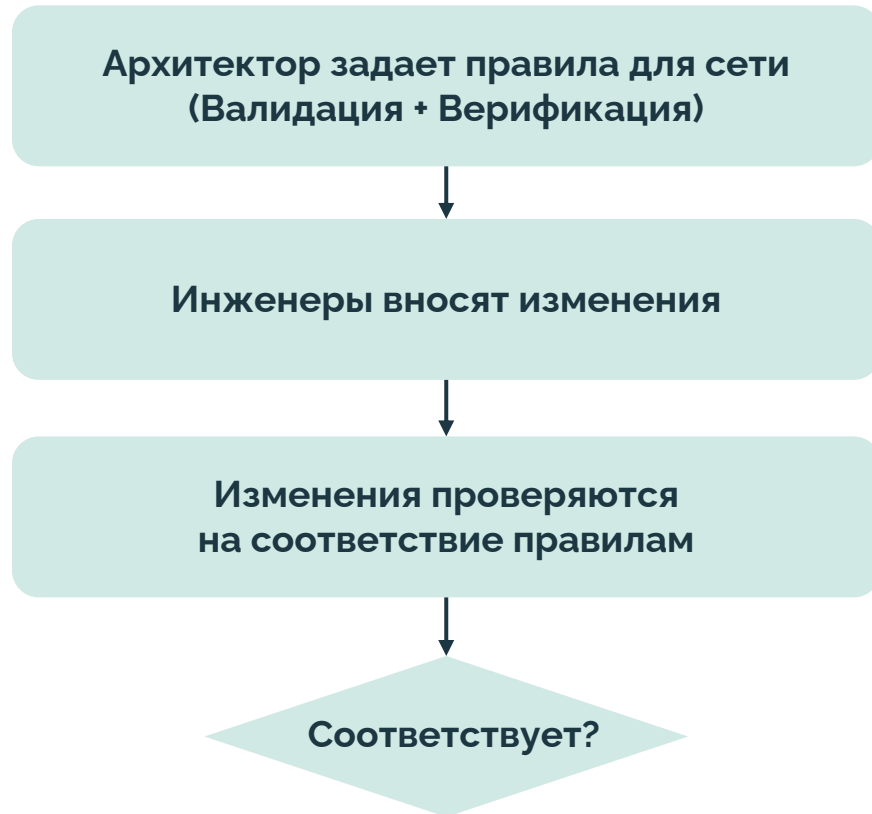 Архитектор задает правила для сети
(Валидация + Верификация)
Инженеры вносят изменения
Изменения проверяются
на соответствие правилам
Соответствует?